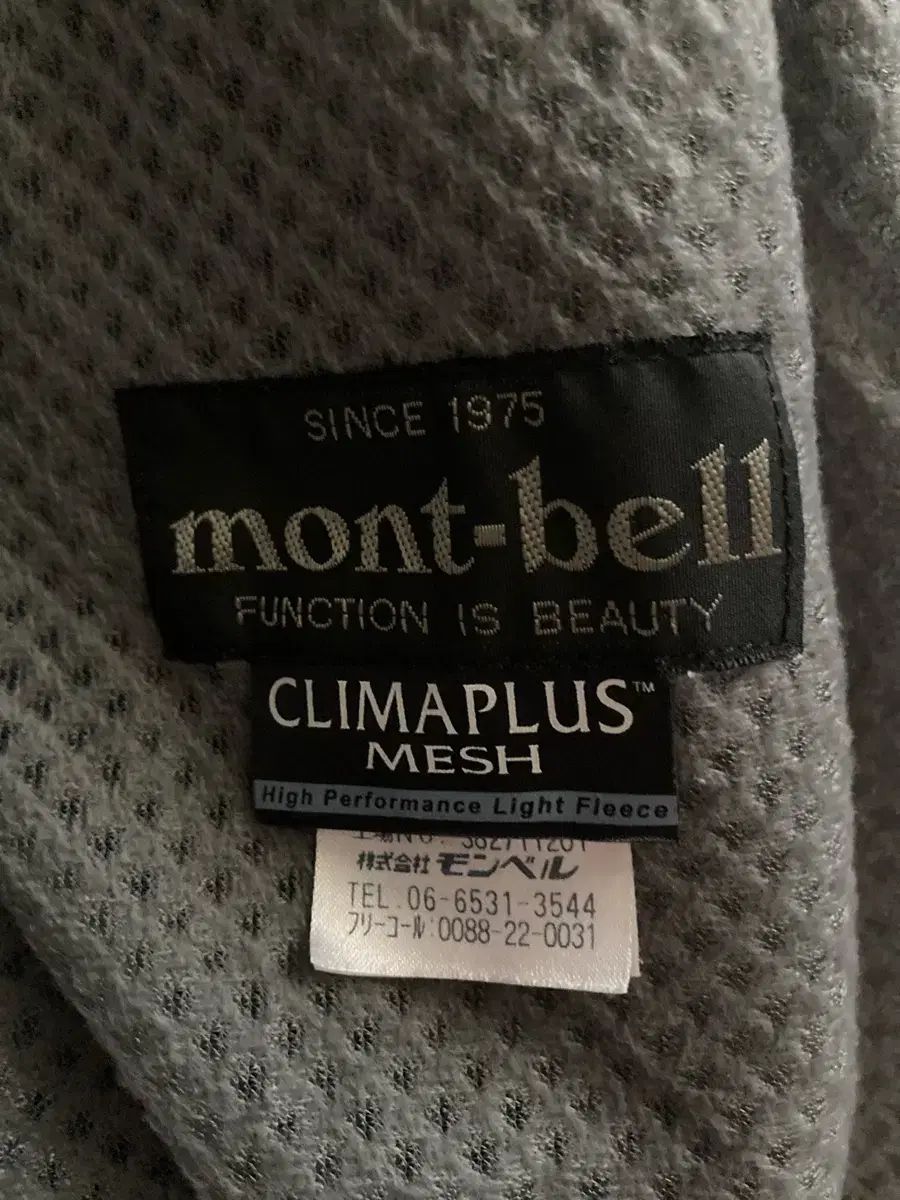 SINCE 1975
mont-bell
FUNCTION IS BEAUTY
CLIMAPLUS™
MESH
High Performance Light Fleece
株式会社 モンベル
TEL:06-6531-3544
フリーコール:0088-22-0031